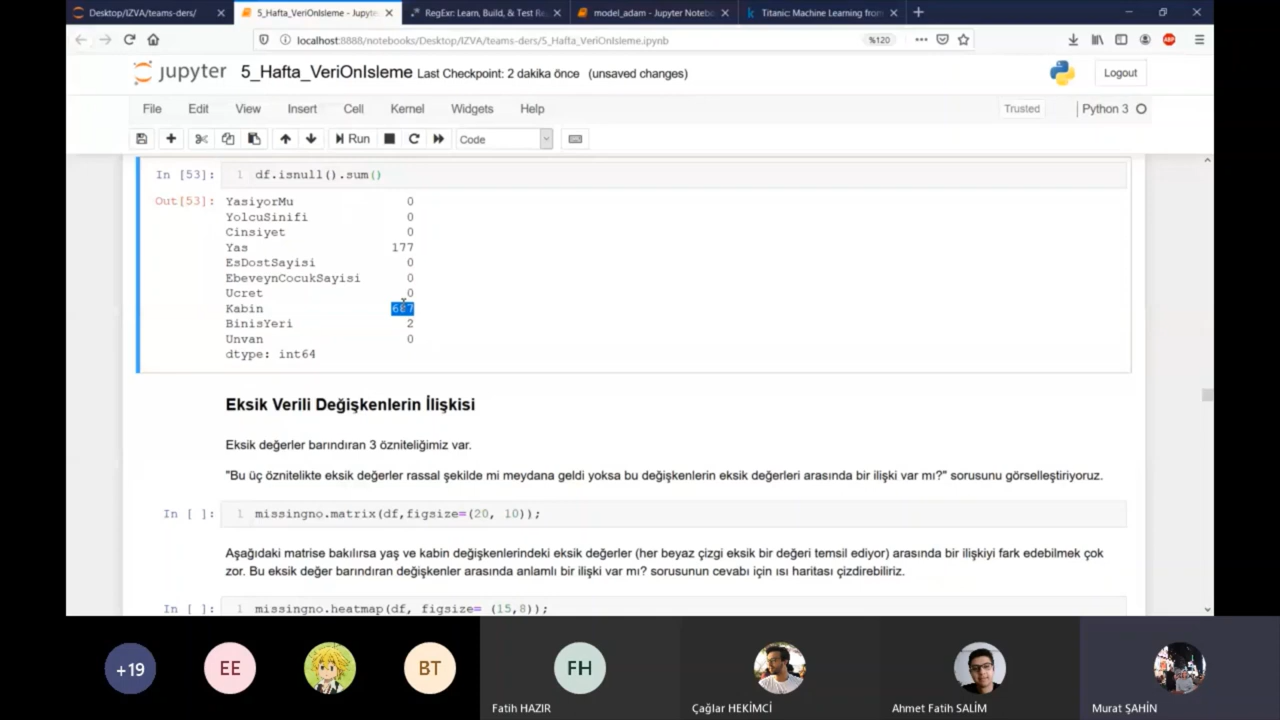 Desktop/IZVA/teams-ders/
5_Hafta_VeriOnIsleme - Jupyte
RegExr: Learn, Build, & Test Re
model_adam - Jupyter Notebo
Titanic: Machine Learning from
localhost:8888/notebooks/Desktop/IZVA/teams-ders/5_Hafta_VeriOnIsleme.ipynb
%120
ABP
jupyter 5_Hafta_VeriOnIsleme Last Checkpoint: 2 dakika önce (unsaved changes)
Logout
File Edit View Insert Cell Kernel Widgets Help
Trusted
Python 3
Run
Code
In [53]: 1 df.isnull().sum()
Out[53]: YasiyorMu 0
YolcuSinifi 0
Cinsiyet 0
Yas 177
EsDostSayisi 0
EbeveynCocukSayisi 0
Ucret 0
Kabin 687
BinisYeri 2
Unvan 0
dtype: int64
Eksik Verili Değişkenlerin İlişkisi
Eksik değerler barındıran 3 özniteliğimiz var.
"Bu üç öznitelikte eksik değerler rassal şekilde mi meydana geldi yoksa bu değişkenlerin eksik değerleri arasında bir ilişki var mı?" sorusunu görselleştiriyoruz.
In [ ]: 1 missingno.matrix(df,figsize=(20, 10));
Aşağıdaki matrise bakılırsa yaş ve kabin değişkenlerindeki eksik değerler (her beyaz çizgi eksik bir değeri temsil ediyor) arasında bir ilişkiyi fark edebilmek çok
zor. Bu eksik değer barındıran değişkenler arasında anlamlı bir ilişki var mı? sorusunun cevabı için ısı haritası çizdirebiliriz.
In [ ]: 1 missingno.heatmap(df, figsize= (15,8));
+19
EE
BT
FH
Fatih HAZIR
Çağlar HEKİMCİ
Ahmet Fatih SALİM
Murat ŞAHİN